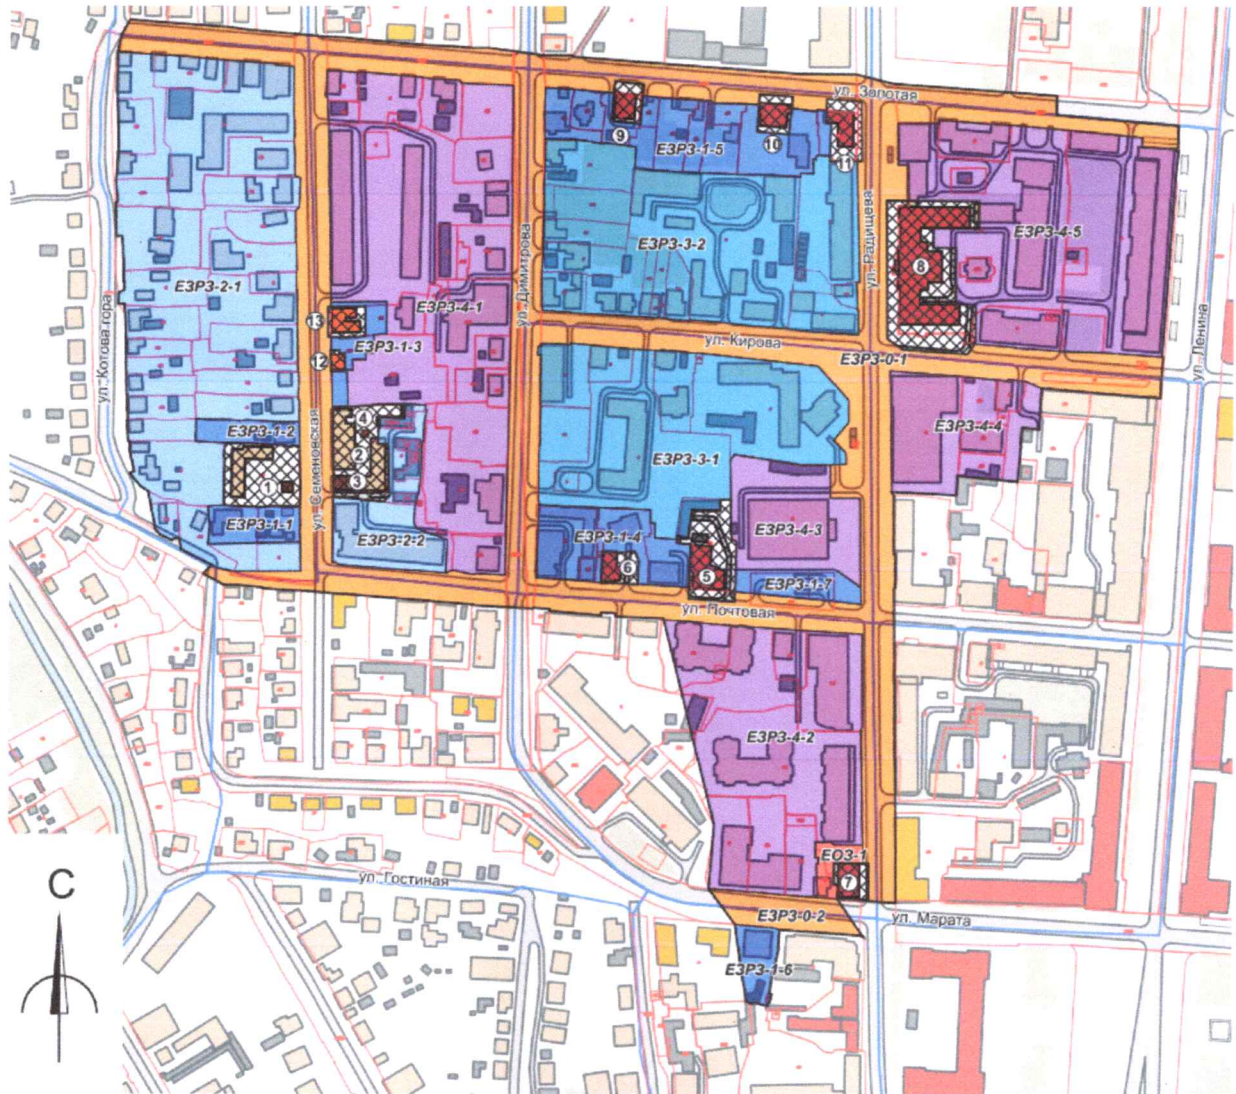 ул. Золотая
9
10
ЕЗРЗ-1-5
11
ул. Радищева
ул. Димитрова
ЕЗРЗ-3-2
ЕЗРЗ-4-5
8
ЕЗРЗ-2-1
ул. Котова гора
ЕЗРЗ-4-1
13
ЕЗРЗ-1-3
12
ул. Кирова
ЕЗРЗ-0-1
ул. Ленина
4
ЕЗРЗ-1-2
ул. Семеновская
2
3
1
ЕЗРЗ-3-1
ЕЗРЗ-4-4
ЕЗРЗ-1-1
ЕЗРЗ-2-2
ЕЗРЗ-1-4
ЕЗРЗ-4-3
6
5
ЕЗРЗ-1-7
ул. Почтовая
ЕЗРЗ-4-2
ЕОЗ-1
7
С
ул. Гостиная
ЕЗРЗ-0-2
ул. Марата
ЕЗРЗ-1-6